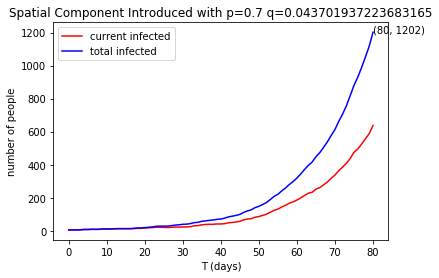 Spatial Component Introduced with p=0.7 q=0.043701937223683165
(80, 1202)
current infected
total infected
number of people
1200
1000
800
600
400
200
0
0 10 20 30 40 50 60 70 80
T (days)